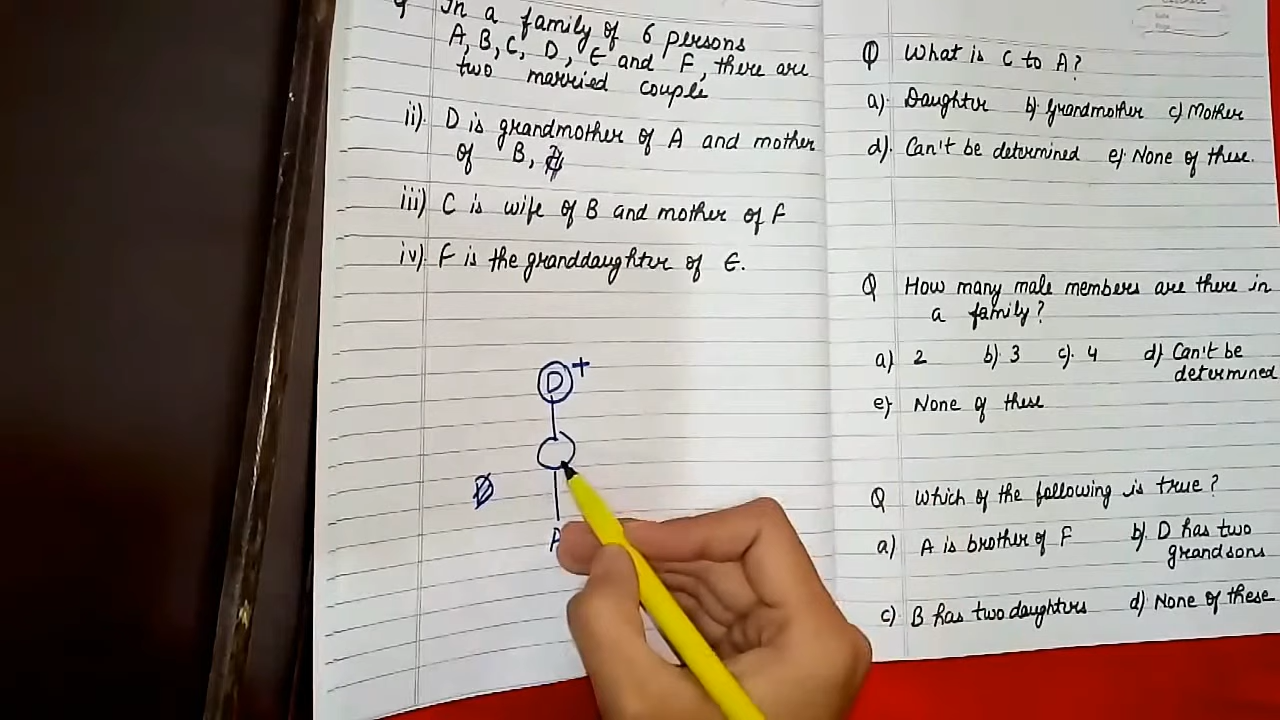 In a family of 6 persons
A, B, C, D, E and F, there are
two married couple
ii). D is grandmother of A and mother
of B,
iii) C is wife of B and mother of F
iv). F is the granddaughter of E.
D +
Q What is C to A?
a). Daughter b) Grandmother c) Mother
d). Can't be determined e). None of these.
Q How many male members are there in
a family?
a) 2 b). 3 c). 4 d) Can't be
determined
e) None of these
Q Which of the following is true?
a) A is brother of F b). D has two
grandsons
c). B has two daughters d) None of these